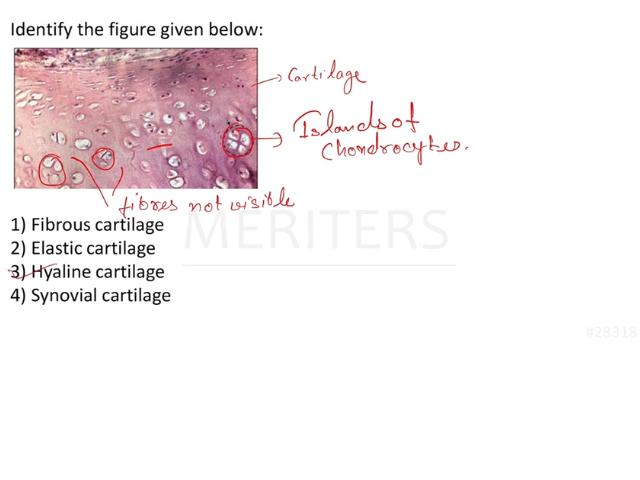 Identify the figure given below:
Cartilage
Islands of
Chondrocytes.
fibres not visible
1) Fibrous cartilage
MERITERS
2) Elastic cartilage
3) Hyaline cartilage
4) Synovial cartilage
#28318